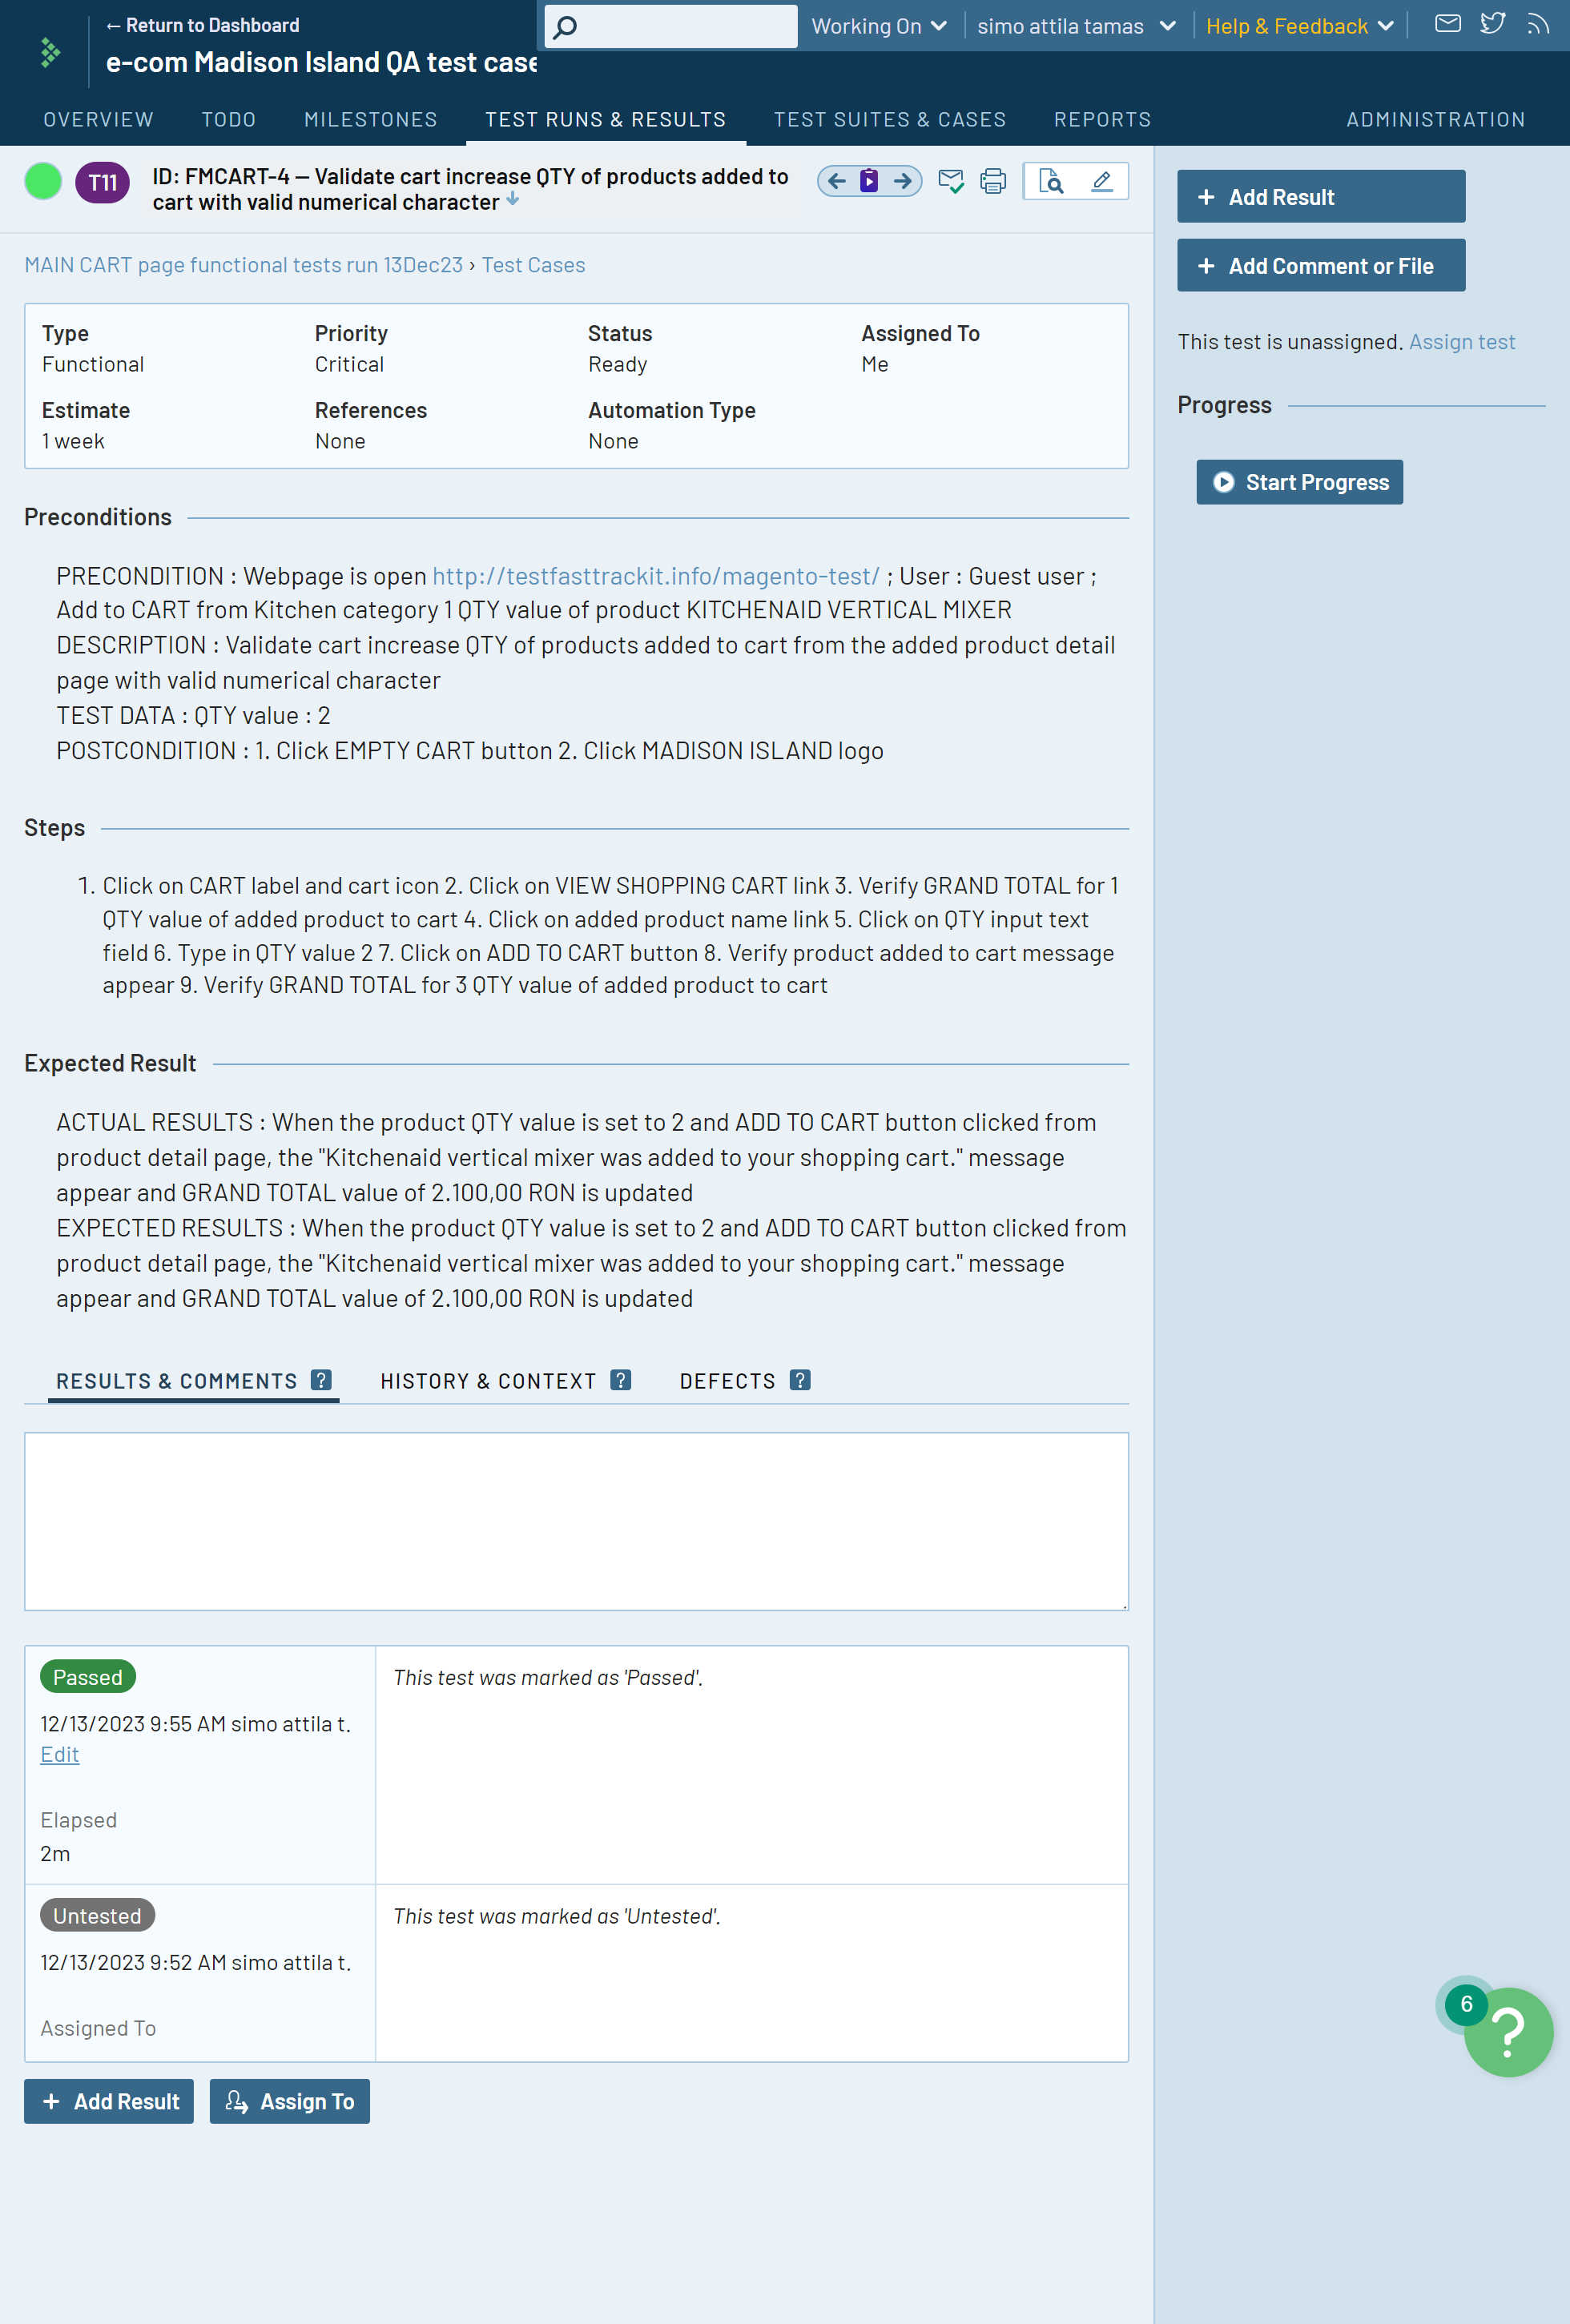 ← Return to Dashboard
e-com Madison Island QA test case
Working On
simo attila tamas
Help & Feedback
OVERVIEW
TODO
MILESTONES
TEST RUNS & RESULTS
TEST SUITES & CASES
REPORTS
ADMINISTRATION
T11
ID: FMCART-4 – Validate cart increase QTY of products added to
cart with valid numerical character
MAIN CART page functional tests run 13Dec23 › Test Cases
Type
Functional
Priority
Critical
Status
Ready
Assigned To
Me
Estimate
1 week
References
None
Automation Type
None
Preconditions
PRECONDITION : Webpage is open http://testfasttrackit.info/magento-test/ ; User : Guest user ;
Add to CART from Kitchen category 1 QTY value of product KITCHENAID VERTICAL MIXER
DESCRIPTION : Validate cart increase QTY of products added to cart from the added product detail
page with valid numerical character
TEST DATA : QTY value : 2
POSTCONDITION : 1. Click EMPTY CART button 2. Click MADISON ISLAND logo
Steps
1. Click on CART label and cart icon 2. Click on VIEW SHOPPING CART link 3. Verify GRAND TOTAL for 1
QTY value of added product to cart 4. Click on added product name link 5. Click on QTY input text
field 6. Type in QTY value 2 7. Click on ADD TO CART button 8. Verify product added to cart message
appear 9. Verify GRAND TOTAL for 3 QTY value of added product to cart
Expected Result
ACTUAL RESULTS : When the product QTY value is set to 2 and ADD TO CART button clicked from
product detail page, the "Kitchenaid vertical mixer was added to your shopping cart." message
appear and GRAND TOTAL value of 2.100,00 RON is updated
EXPECTED RESULTS : When the product QTY value is set to 2 and ADD TO CART button clicked from
product detail page, the "Kitchenaid vertical mixer was added to your shopping cart." message
appear and GRAND TOTAL value of 2.100,00 RON is updated
RESULTS & COMMENTS ?
HISTORY & CONTEXT ?
DEFECTS ?
Passed
12/13/2023 9:55 AM simo attila t.
Edit
Elapsed
2m
This test was marked as 'Passed'.
Untested
12/13/2023 9:52 AM simo attila t.
Assigned To
This test was marked as 'Untested'.
+ Add Result
Assign To
+ Add Result
+ Add Comment or File
This test is unassigned. Assign test
Progress
Start Progress
6
?